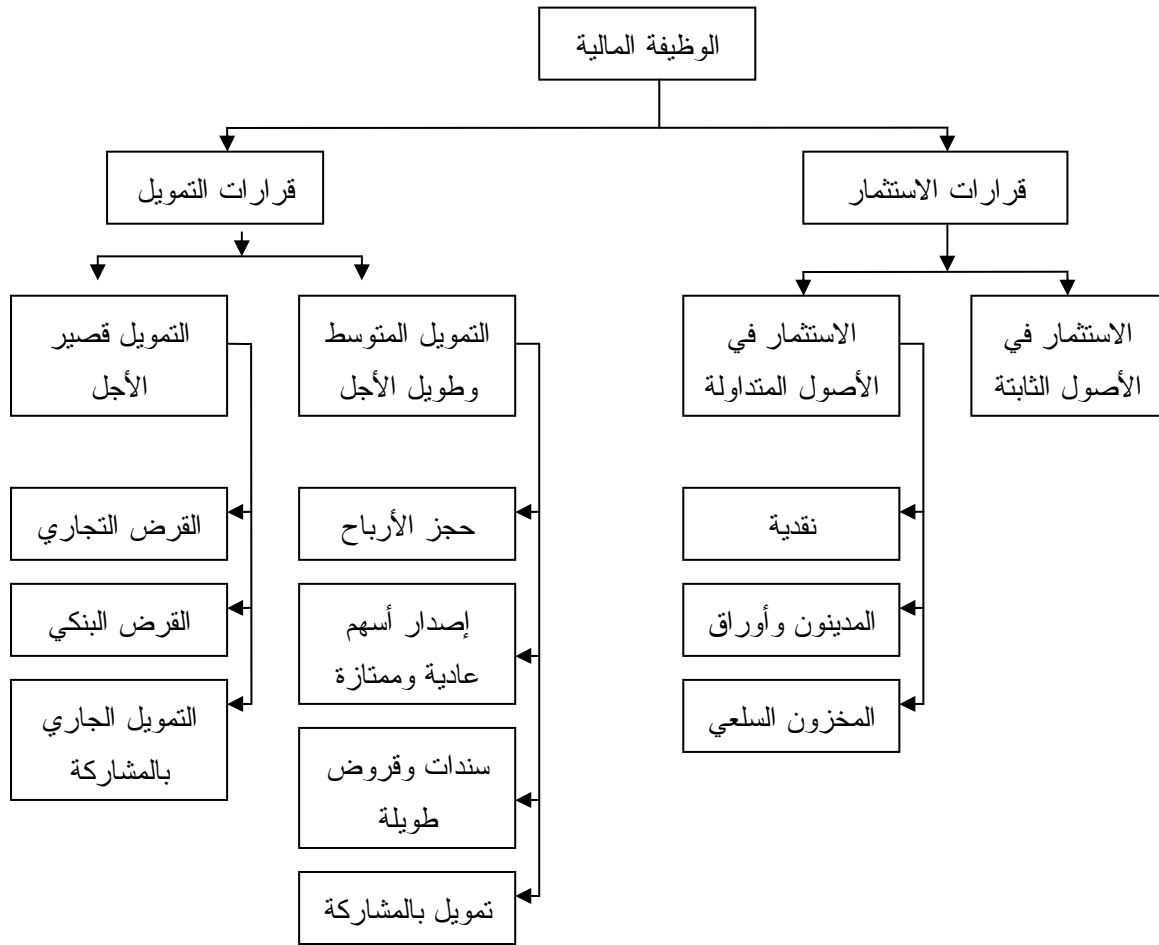 الوظيفة المالية
قرارات الاستثمار
قرارات التمويل
الاستثمار في
الأصول الثابتة
الاستثمار في
الأصول المتداولة
نقدية
المدينون وأوراق
المخزون السلعي
التمويل المتوسط
وطويل الأجل
حجز الأرباح
إصدار أسهم
عادية وممتازة
سندات وقروض
طويلة
تمويل بالمشاركة
التمويل قصير
الأجل
القرض التجاري
القرض البنكي
التمويل الجاري
بالمشاركة